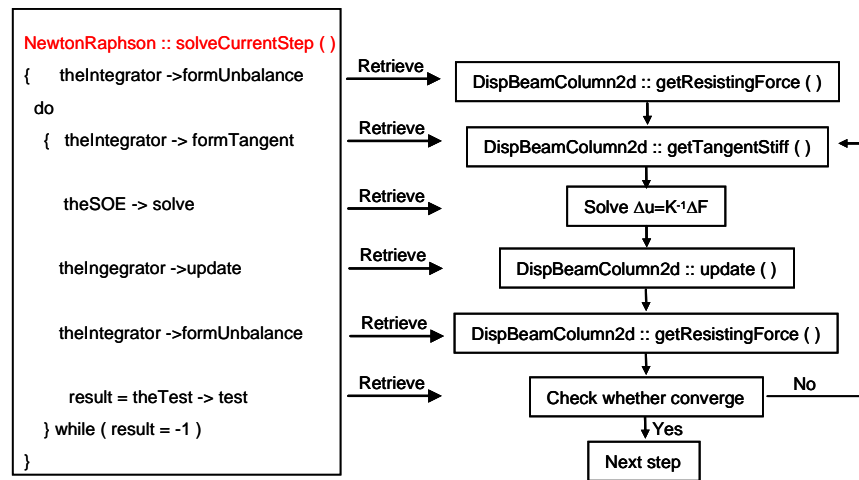 NewtonRaphson :: solveCurrentStep ( )
{ theIntegrator ->formUnbalance
do
{ theIntegrator -> formTangent
theSOE -> solve
theIngegrator ->update
theIntegrator ->formUnbalance
result = theTest -> test
} while ( result = -1 )
}
Retrieve
Retrieve
Retrieve
Retrieve
Retrieve
Retrieve
DispBeamColumn2d :: getResistingForce ( )
DispBeamColumn2d :: getTangentStiff ( )
Solve Δu=K⁻¹ΔF
DispBeamColumn2d :: update ( )
DispBeamColumn2d :: getResistingForce ( )
Check whether converge
No
Yes
Next step